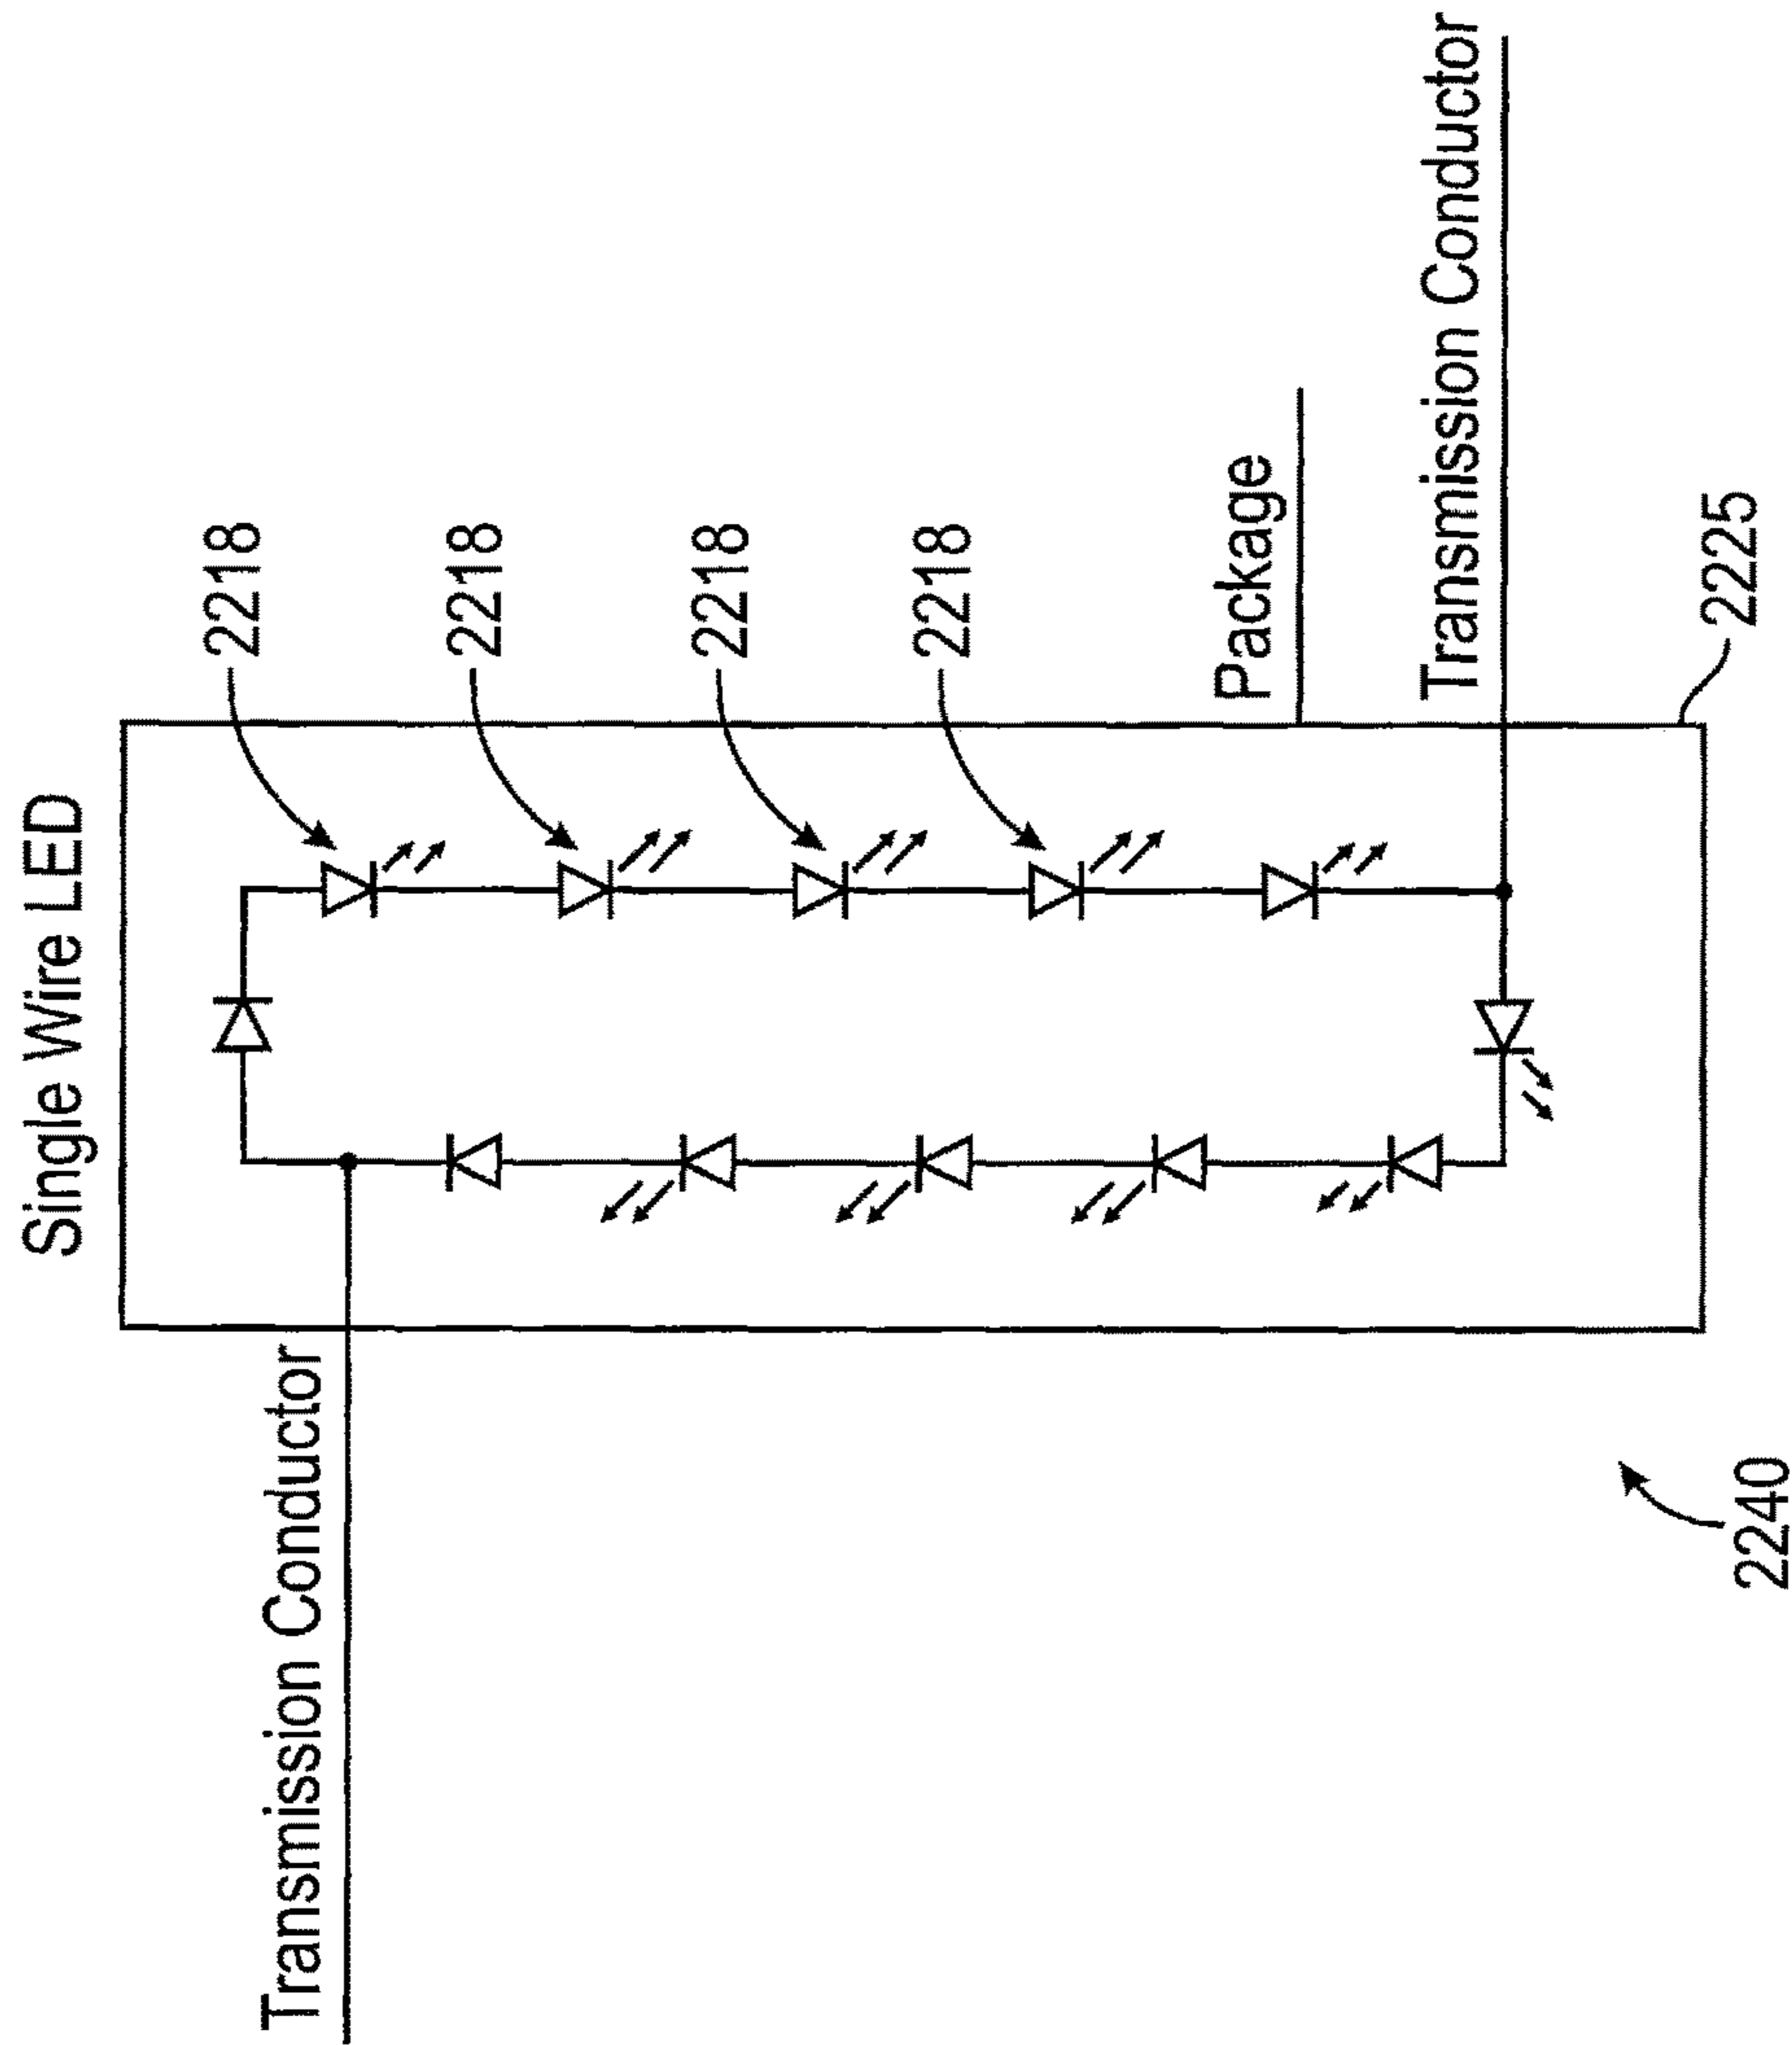 Single Wire LED
Transmission Conductor
2218
2218
2218
2218
Package
Transmission Conductor
2225
2240